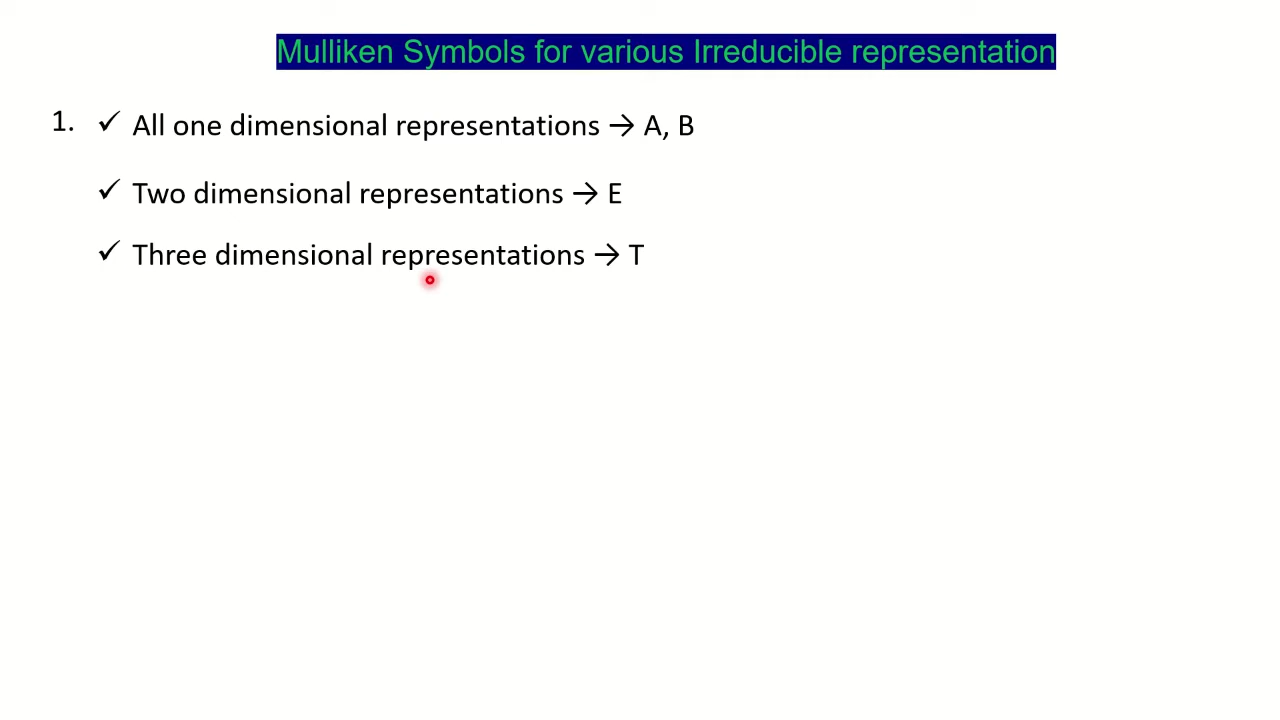 Mulliken Symbols for various Irreducible representation
1. ✓ All one dimensional representations → A, B
✓ Two dimensional representations → E
✓ Three dimensional representations → T